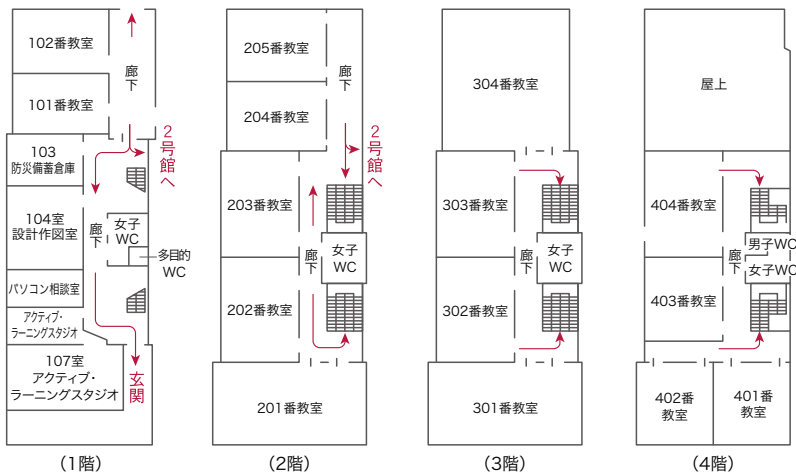 102番教室
廊下
101番教室
2号館へ
103
防災備蓄倉庫
104室
設計作図室
廊下
女子
WC
多目的
WC
パソコン相談室
アクティブ・
ラーニングスタジオ
107室
アクティブ・
ラーニングスタジオ
玄関
(1階)
205番教室
廊下
204番教室
2号館へ
203番教室
女子
WC
廊下
202番教室
201番教室
(2階)
304番教室
303番教室
女子
WC
廊下
302番教室
301番教室
(3階)
屋上
404番教室
男子WC
廊下
女子WC
403番教室
402番
教室
401番
教室
(4階)